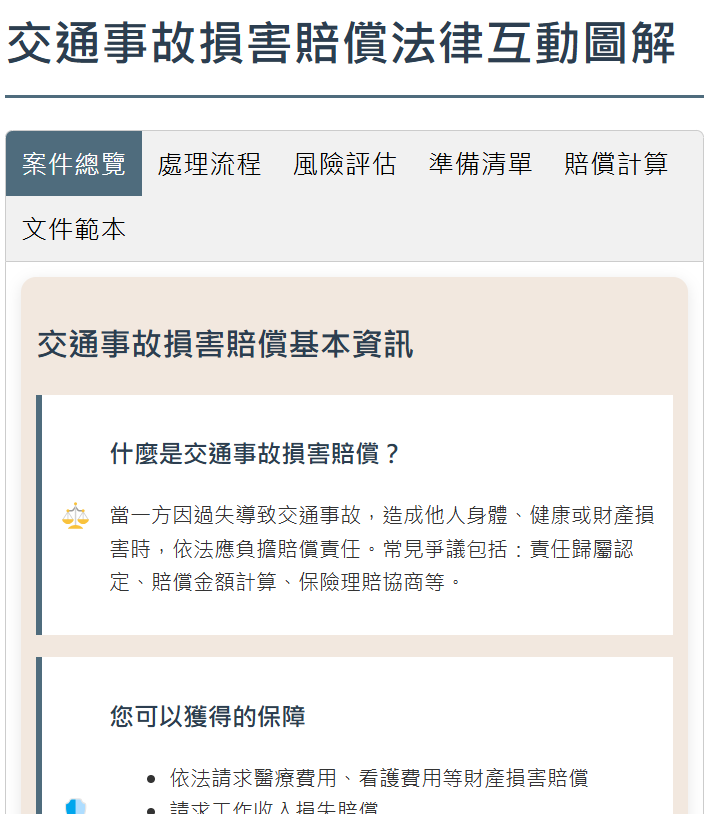 交通事故損害賠償法律互動圖解
案件總覽 處理流程 風險評估 準備清單 賠償計算
文件範本
交通事故損害賠償基本資訊
什麼是交通事故損害賠償？
當一方因過失導致交通事故，造成他人身體、健康或財產損
害時，依法應負擔賠償責任。常見爭議包括：責任歸屬認
定、賠償金額計算、保險理賠協商等。
您可以獲得的保障
依法請求醫療費用、看護費用等財產損害賠償
請求工作收入損失賠償